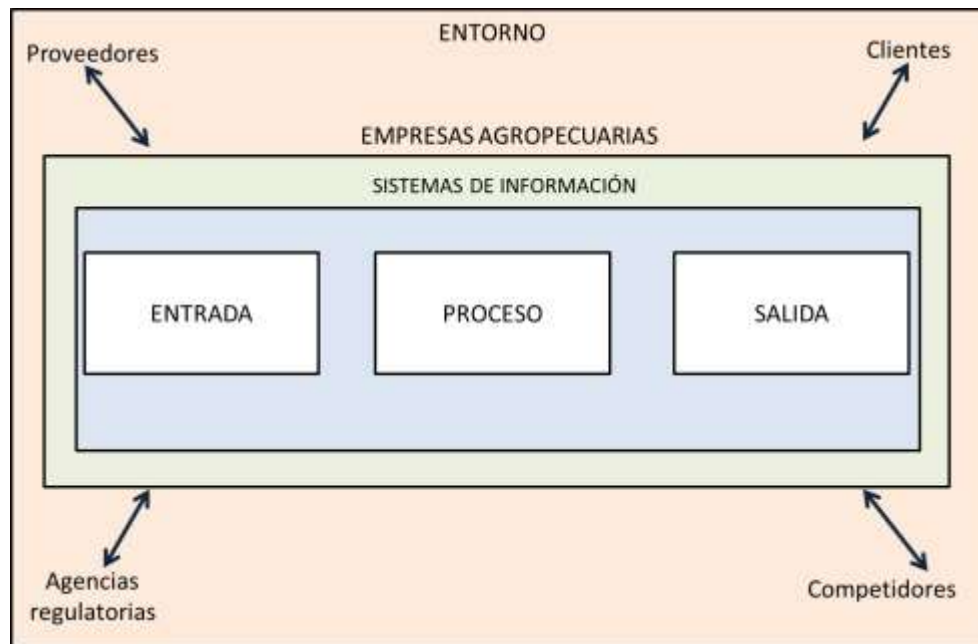 ENTORNO
Proveedores
Clientes
EMPRESAS AGROPECUARIAS
SISTEMAS DE INFORMACIÓN
ENTRADA
PROCESO
SALIDA
Agencias
regulatorias
Competidores